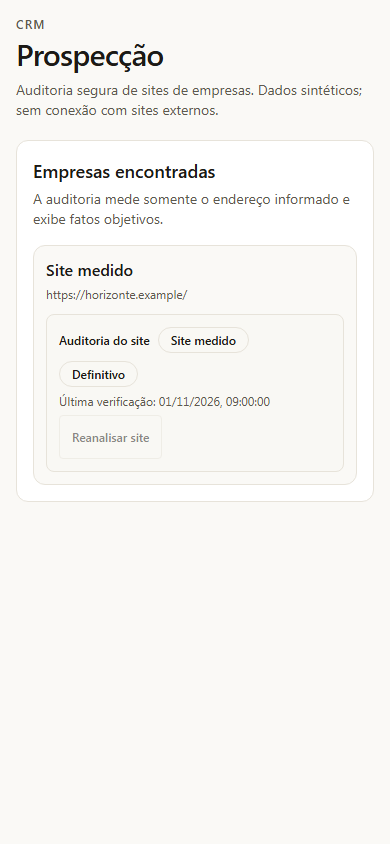 CRM
Prospecção
Auditoria segura de sites de empresas. Dados sintéticos;
sem conexão com sites externos.
Empresas encontradas
A auditoria mede somente o endereço informado e
exibe fatos objetivos.
Site medido
https://horizonte.example/
Auditoria do site Site medido
Definitivo
Última verificação: 01/11/2026, 09:00:00
Reanalisar site